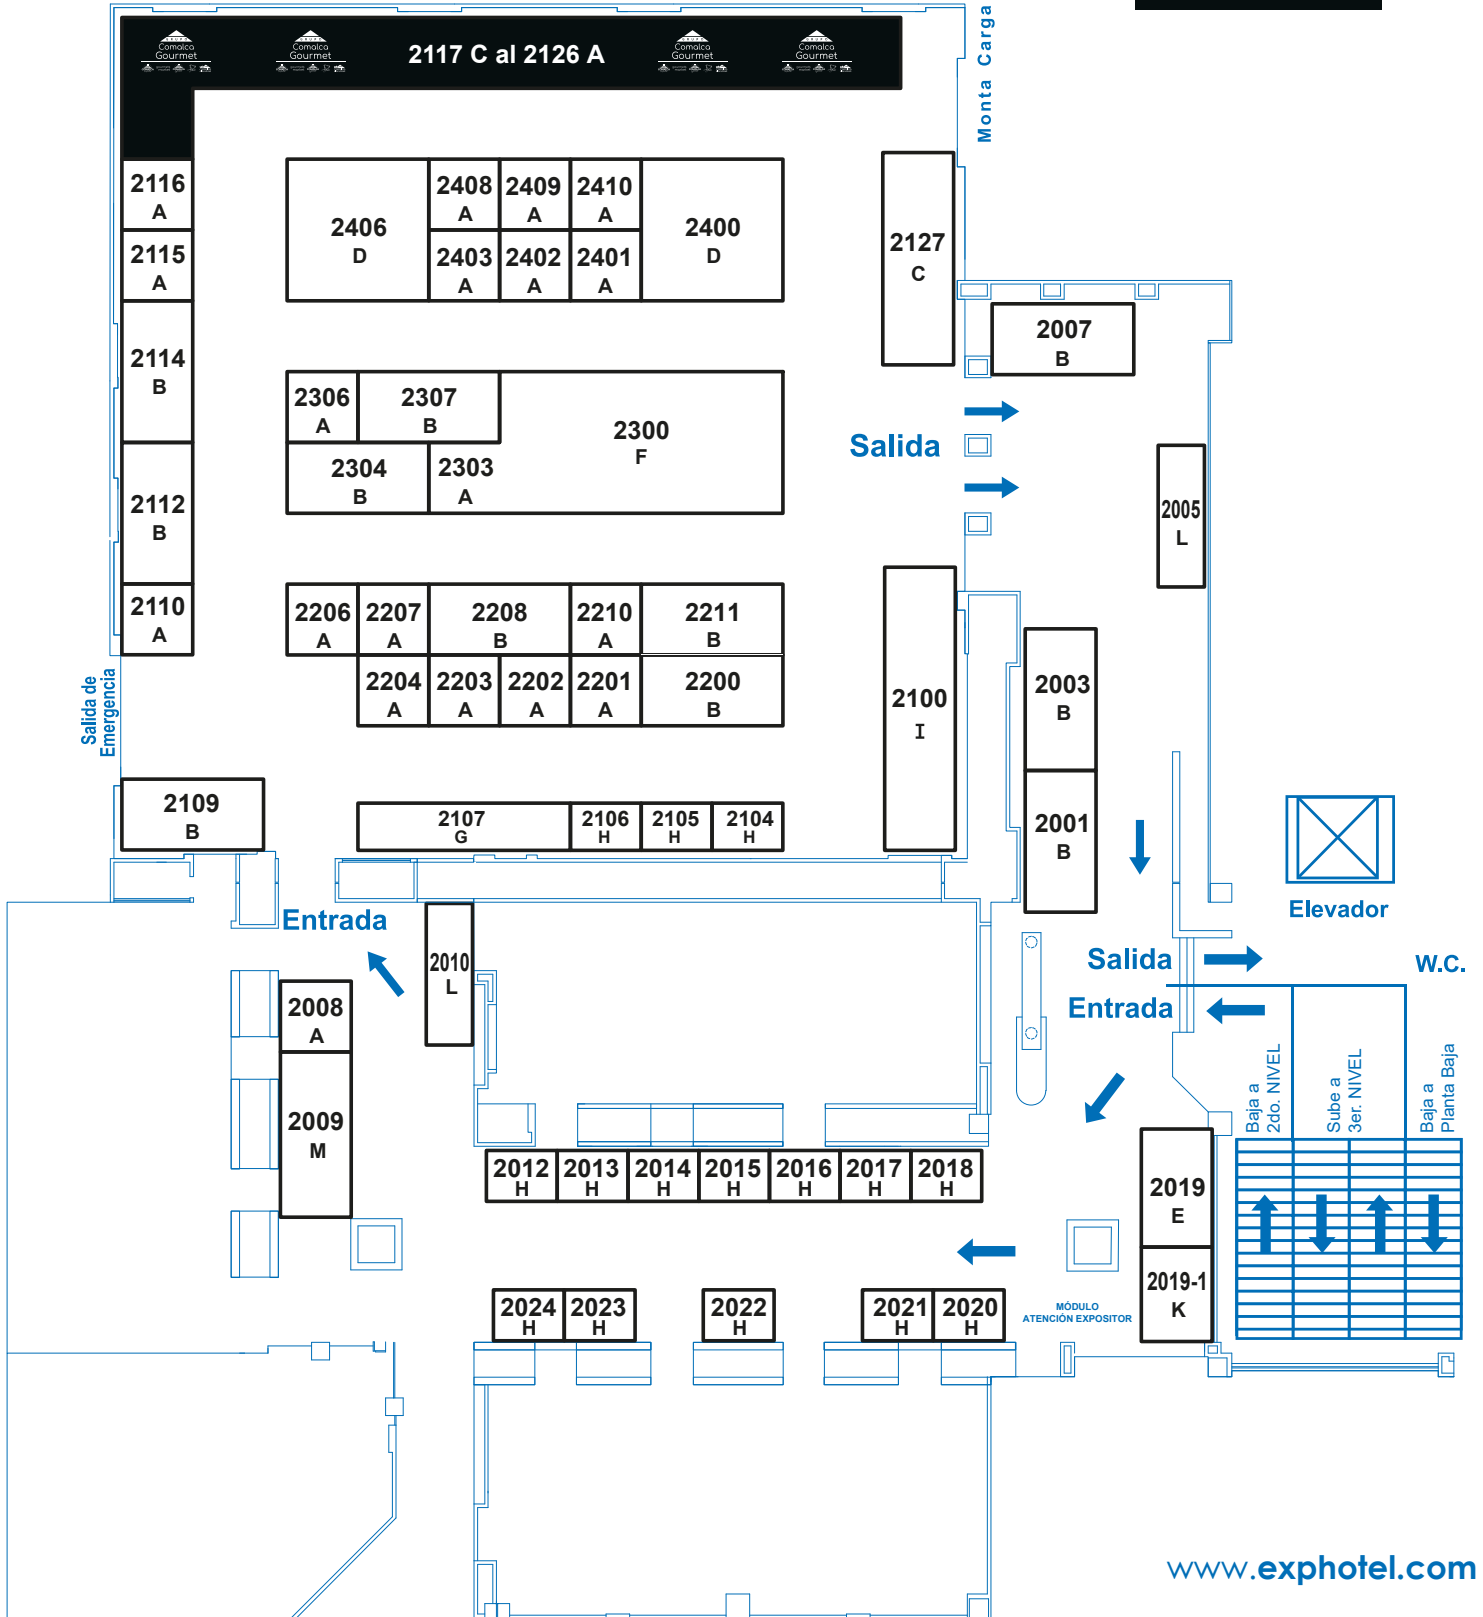 Monta Carga
GRUPO
Comalca
Gourmet
GRUPO
Comalca
Gourmet
2117 C al 2126 A
GRUPO
Comalca
Gourmet
GRUPO
Comalca
Gourmet
2116
A
2115
A
2114
B
2112
B
2110
A
2406
D
2408
A
2409
A
2410
A
2403
A
2402
A
2401
A
2400
D
2127
C
2007
B
2306
A
2307
B
2300
F
2304
B
2303
A
Salida
2005
L
2206
A
2207
A
2208
B
2210
A
2211
B
2204
A
2203
A
2202
A
2201
A
2200
B
2100
I
2003
B
2001
B
Salida de
Emergencia
2109
B
2107
G
2106
H
2105
H
2104
H
Elevador
Entrada
2010
L
Salida
W.C.
Entrada
2008
A
2009
M
Baja a
2do. NIVEL
Sube a
3er. NIVEL
Baja a
Planta Baja
2012
H
2013
H
2014
H
2015
H
2016
H
2017
H
2018
H
2019
E
2019-1
K
2024
H
2023
H
2022
H
2021
H
2020
H
MÓDULO
ATENCIÓN EXPOSITOR
www.exphotel.com